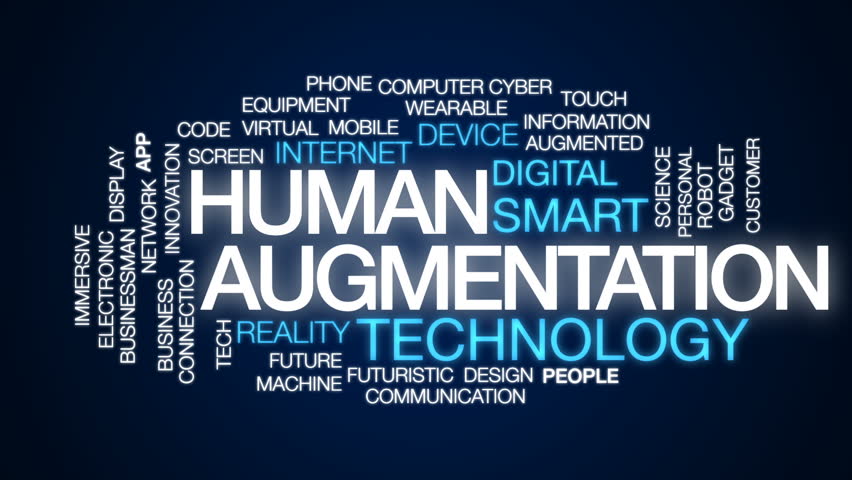 PHONE
COMPUTER CYBER
EQUIPMENT
WEARABLE
TOUCH
CODE
VIRTUAL
MOBILE
DEVICE
INFORMATION
SCREEN
INTERNET
AUGMENTED
HUMAN
DIGITAL
SMART
AUGMENTATION
IMMERSIVE
ELECTRONIC
DISPLAY
BUSINESSMAN
NETWORK
APP
INNOVATION
BUSINESS
CONNECTION
SCIENCE
PERSONAL
ROBOT
GADGET
CUSTOMER
TECH
REALITY
TECHNOLOGY
FUTURE
MACHINE
FUTURISTIC
DESIGN
PEOPLE
COMMUNICATION